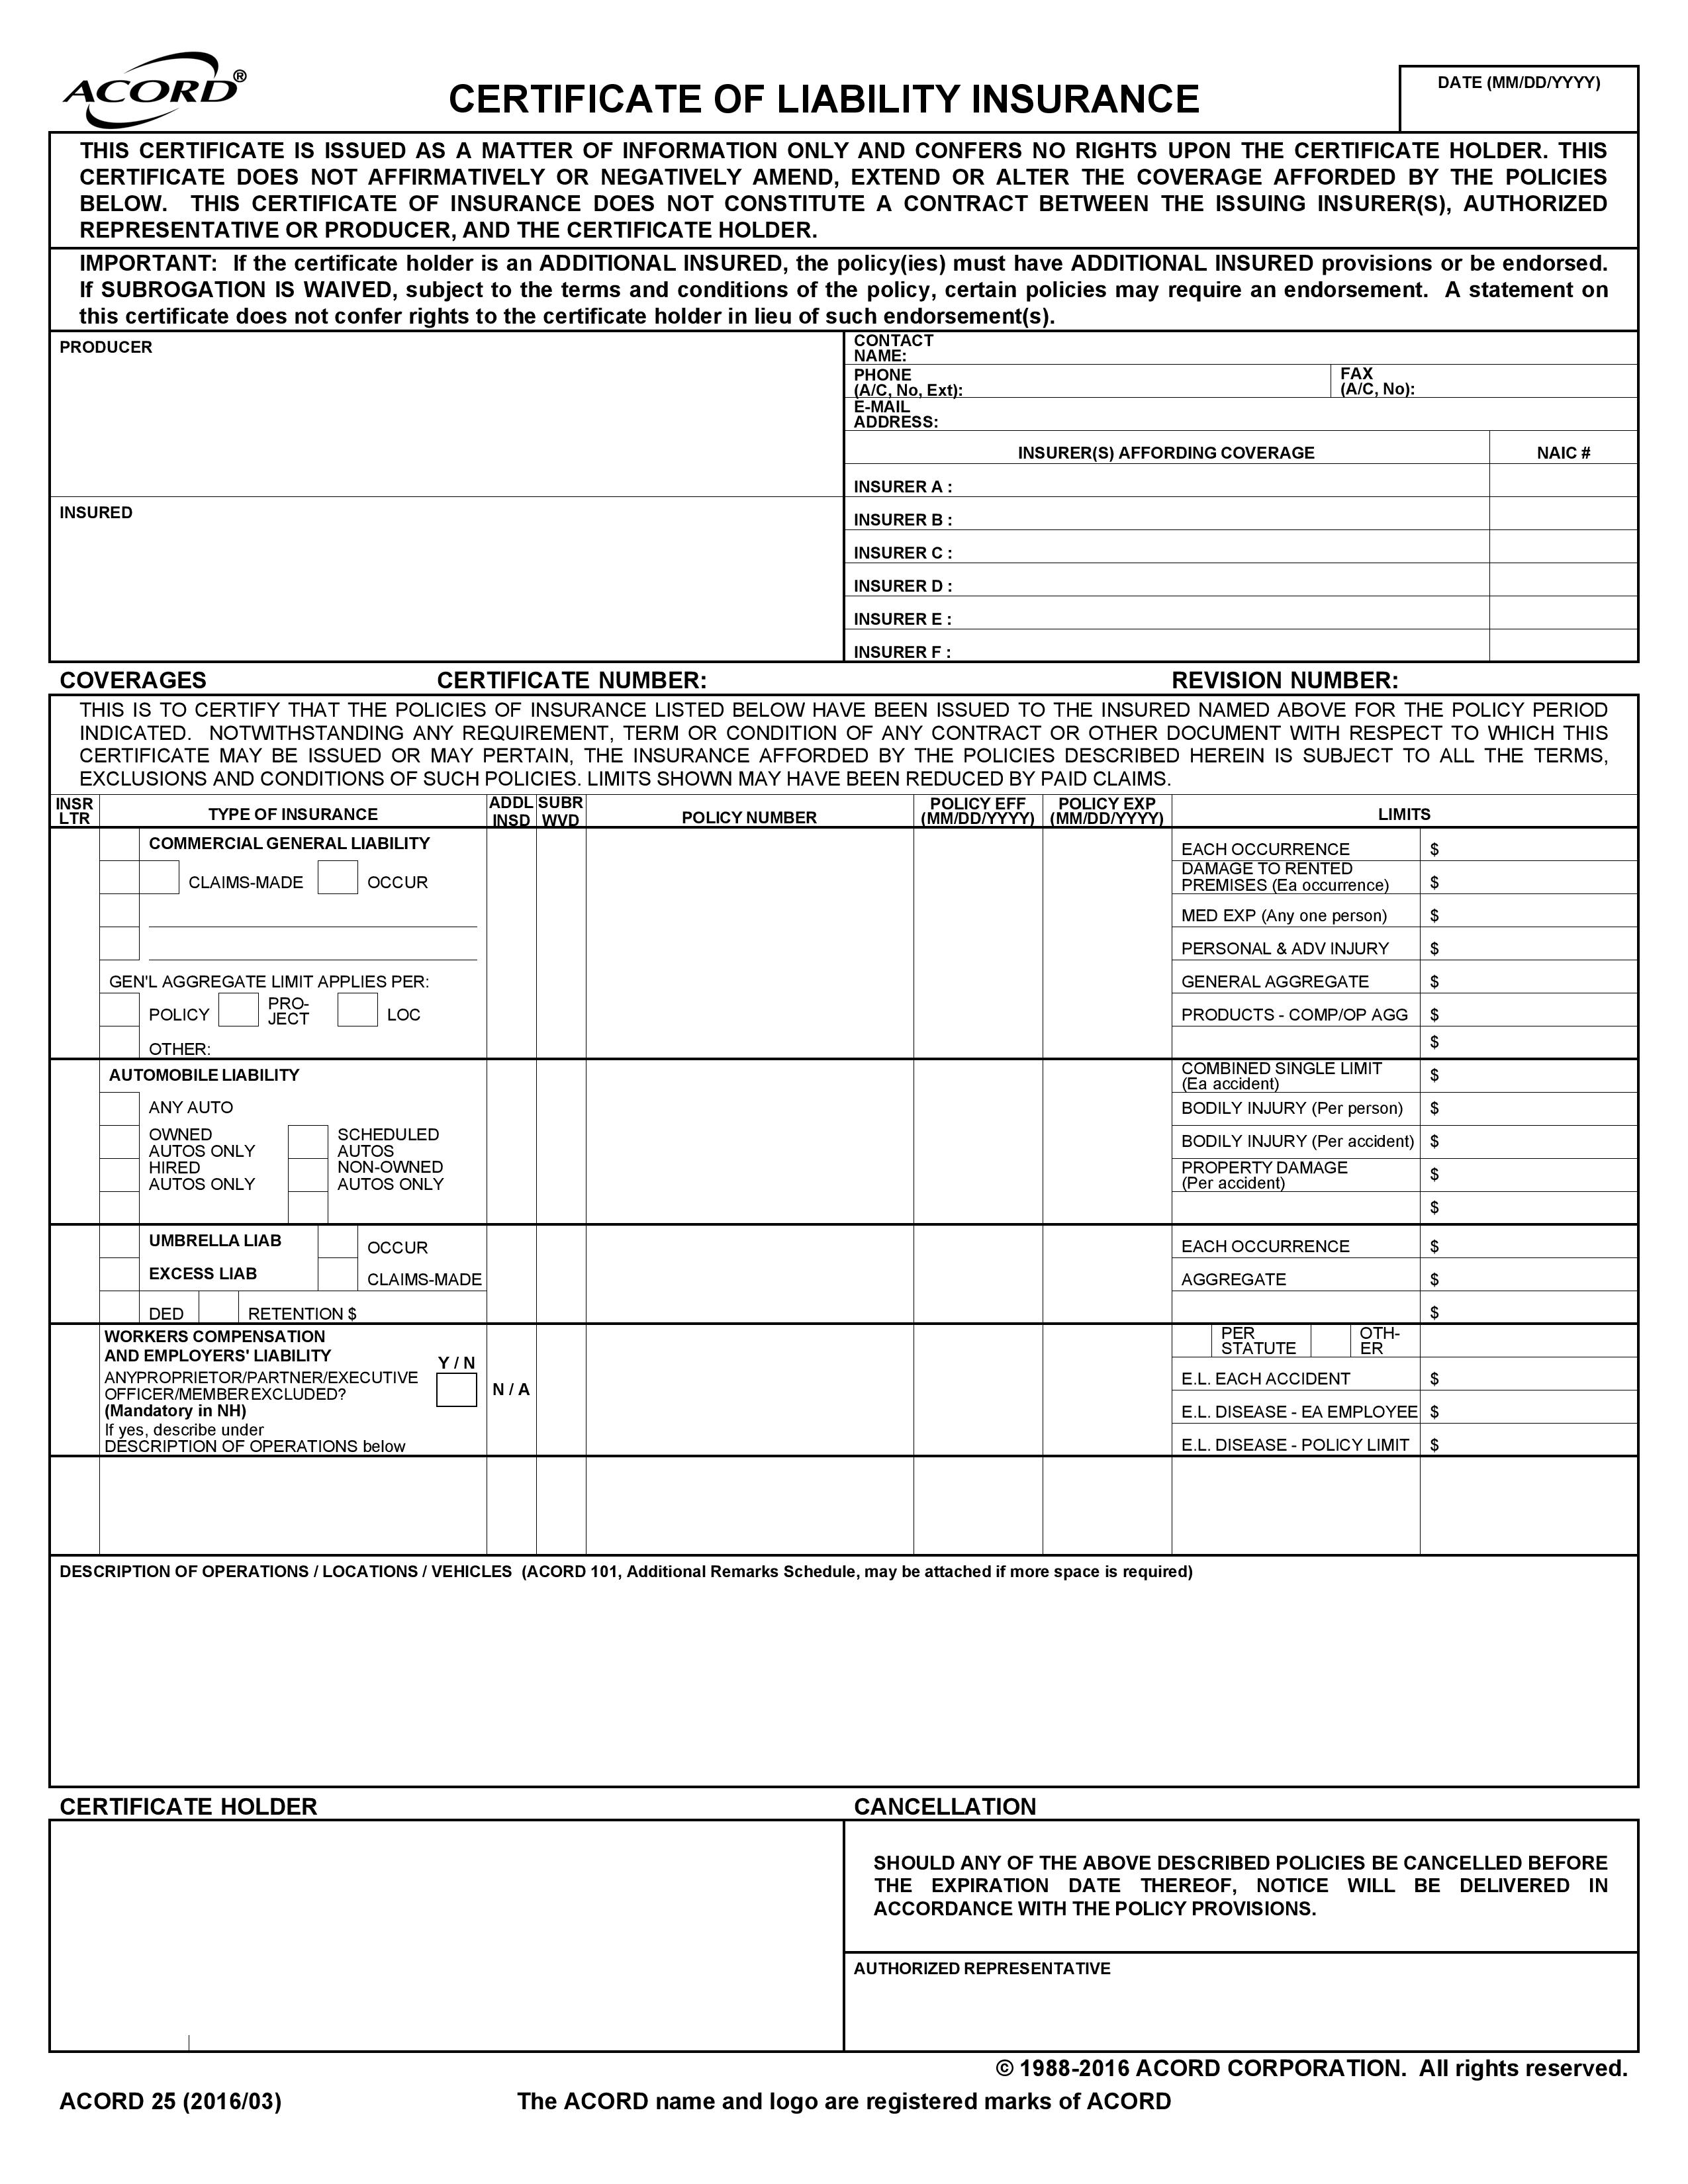 ACORD®
CERTIFICATE OF LIABILITY INSURANCE
DATE (MM/DD/YYYY)
THIS CERTIFICATE IS ISSUED AS A MATTER OF INFORMATION ONLY AND CONFERS NO RIGHTS UPON THE CERTIFICATE HOLDER. THIS
CERTIFICATE DOES NOT AFFIRMATIVELY OR NEGATIVELY AMEND, EXTEND OR ALTER THE COVERAGE AFFORDED BY THE POLICIES
BELOW. THIS CERTIFICATE OF INSURANCE DOES NOT CONSTITUTE A CONTRACT BETWEEN THE ISSUING INSURER(S), AUTHORIZED
REPRESENTATIVE OR PRODUCER, AND THE CERTIFICATE HOLDER.
IMPORTANT: If the certificate holder is an ADDITIONAL INSURED, the policy(ies) must have ADDITIONAL INSURED provisions or be endorsed.
If SUBROGATION IS WAIVED, subject to the terms and conditions of the policy, certain policies may require an endorsement. A statement on
this certificate does not confer rights to the certificate holder in lieu of such endorsement(s).
PRODUCER
CONTACT
NAME:
PHONE
(A/C, No, Ext):
FAX
(A/C, No):
E-MAIL
ADDRESS:
INSURER(S) AFFORDING COVERAGE
NAIC #
INSURER A :
INSURED
INSURER B :
INSURER C :
INSURER D :
INSURER E :
INSURER F :
COVERAGES
CERTIFICATE NUMBER:
REVISION NUMBER:
THIS IS TO CERTIFY THAT THE POLICIES OF INSURANCE LISTED BELOW HAVE BEEN ISSUED TO THE INSURED NAMED ABOVE FOR THE POLICY PERIOD
INDICATED. NOTWITHSTANDING ANY REQUIREMENT, TERM OR CONDITION OF ANY CONTRACT OR OTHER DOCUMENT WITH RESPECT TO WHICH THIS
CERTIFICATE MAY BE ISSUED OR MAY PERTAIN, THE INSURANCE AFFORDED BY THE POLICIES DESCRIBED HEREIN IS SUBJECT TO ALL THE TERMS,
EXCLUSIONS AND CONDITIONS OF SUCH POLICIES. LIMITS SHOWN MAY HAVE BEEN REDUCED BY PAID CLAIMS.
INSR
LTR
TYPE OF INSURANCE
ADDL
INSD
SUBR
WVD
POLICY NUMBER
POLICY EFF
(MM/DD/YYYY)
POLICY EXP
(MM/DD/YYYY)
LIMITS
COMMERCIAL GENERAL LIABILITY
CLAIMS-MADE
OCCUR
GEN'L AGGREGATE LIMIT APPLIES PER:
POLICY
PRO-
JECT
LOC
OTHER:
EACH OCCURRENCE $
DAMAGE TO RENTED
PREMISES (Ea occurrence) $
MED EXP (Any one person) $
PERSONAL & ADV INJURY $
GENERAL AGGREGATE $
PRODUCTS - COMP/OP AGG $
$
AUTOMOBILE LIABILITY
ANY AUTO
OWNED
AUTOS ONLY
SCHEDULED
AUTOS
HIRED
AUTOS ONLY
NON-OWNED
AUTOS ONLY
COMBINED SINGLE LIMIT
(Ea accident) $
BODILY INJURY (Per person) $
BODILY INJURY (Per accident) $
PROPERTY DAMAGE
(Per accident) $
$
UMBRELLA LIAB
OCCUR
EXCESS LIAB
CLAIMS-MADE
DED
RETENTION $
EACH OCCURRENCE $
AGGREGATE $
$
WORKERS COMPENSATION
AND EMPLOYERS' LIABILITY
Y / N
ANYPROPRIETOR/PARTNER/EXECUTIVE
OFFICER/MEMBEREXCLUDED?
(Mandatory in NH)
If yes, describe under
DESCRIPTION OF OPERATIONS below
N / A
PER
STATUTE
OTH-
ER
E.L. EACH ACCIDENT $
E.L. DISEASE - EA EMPLOYEE $
E.L. DISEASE - POLICY LIMIT $
DESCRIPTION OF OPERATIONS / LOCATIONS / VEHICLES (ACORD 101, Additional Remarks Schedule, may be attached if more space is required)
CERTIFICATE HOLDER
CANCELLATION
SHOULD ANY OF THE ABOVE DESCRIBED POLICIES BE CANCELLED BEFORE
THE EXPIRATION DATE THEREOF, NOTICE WILL BE DELIVERED IN
ACCORDANCE WITH THE POLICY PROVISIONS.
AUTHORIZED REPRESENTATIVE
© 1988-2016 ACORD CORPORATION. All rights reserved.
ACORD 25 (2016/03)
The ACORD name and logo are registered marks of ACORD